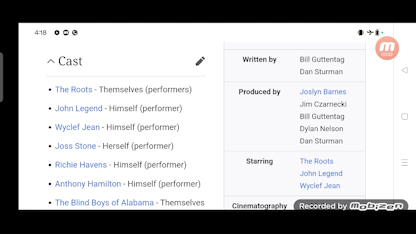 4:18
Cast
The Roots - Themselves (performers)
John Legend - Himself (performer)
Wyclef Jean - Himself (performer)
Joss Stone - Herself (performer)
Richie Havens - Himself (performer)
Anthony Hamilton - Himself (performer)
The Blind Boys of Alabama - Themselves
Written by
Bill Guttentag
Dan Sturman
Produced by
Joslyn Barnes
Jim Czarnecki
Bill Guttentag
Dylan Nelson
Dan Sturman
Starring
The Roots
John Legend
Wyclef Jean
Cinematography
Recorded by Mobizen